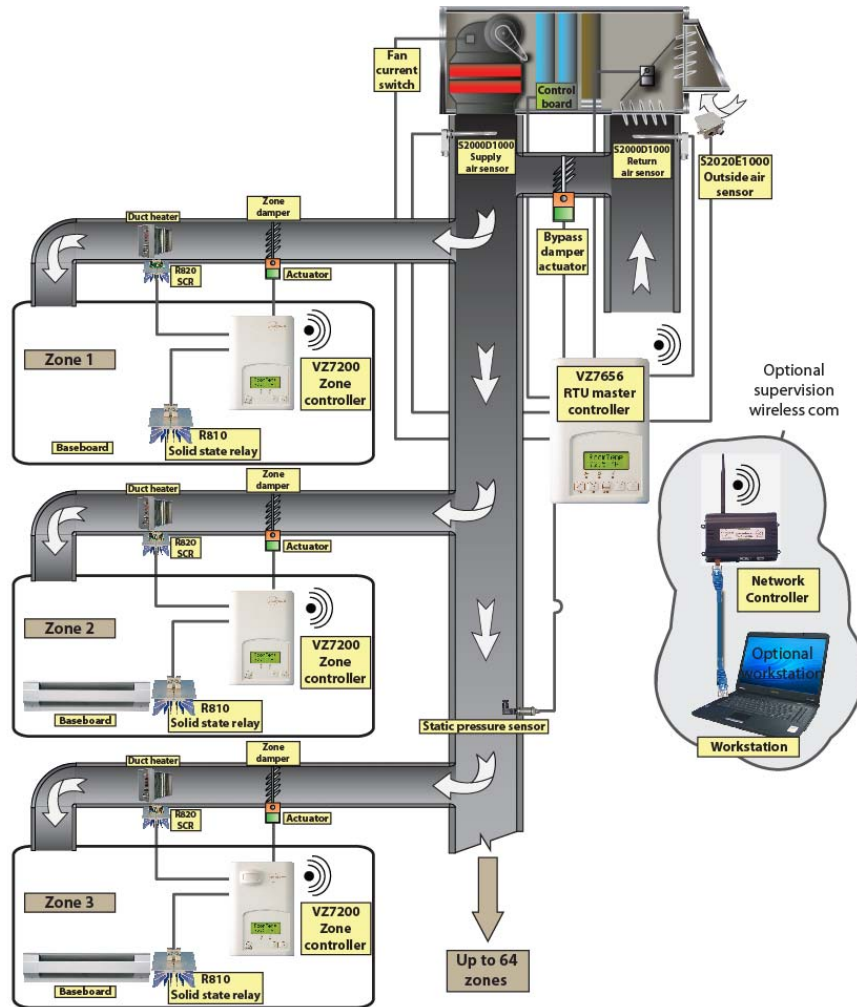 Fan
current
switch
Control
board
S2000D1000
Supply
air sensor
S2000D1000
Return
air sensor
S2020E1000
Outside air
sensor
Bypass
damper
actuator
Duct heater
Zone
damper
R820
SCR
Actuator
Zone 1
VZ7200
Zone
controller
Baseboard
R810
Solid state relay
VZ7656
RTU master
controller
Optional
supervision
wireless com
Network
Controller
Optional
workstation
Workstation
Duct heater
Zone
damper
R820
SCR
Actuator
Zone 2
VZ7200
Zone
controller
Baseboard
R810
Solid state relay
Static pressure sensor
Duct heater
Zone
damper
R820
SCR
Actuator
Zone 3
VZ7200
Zone
controller
Baseboard
R810
Solid state relay
Up to 64
zones